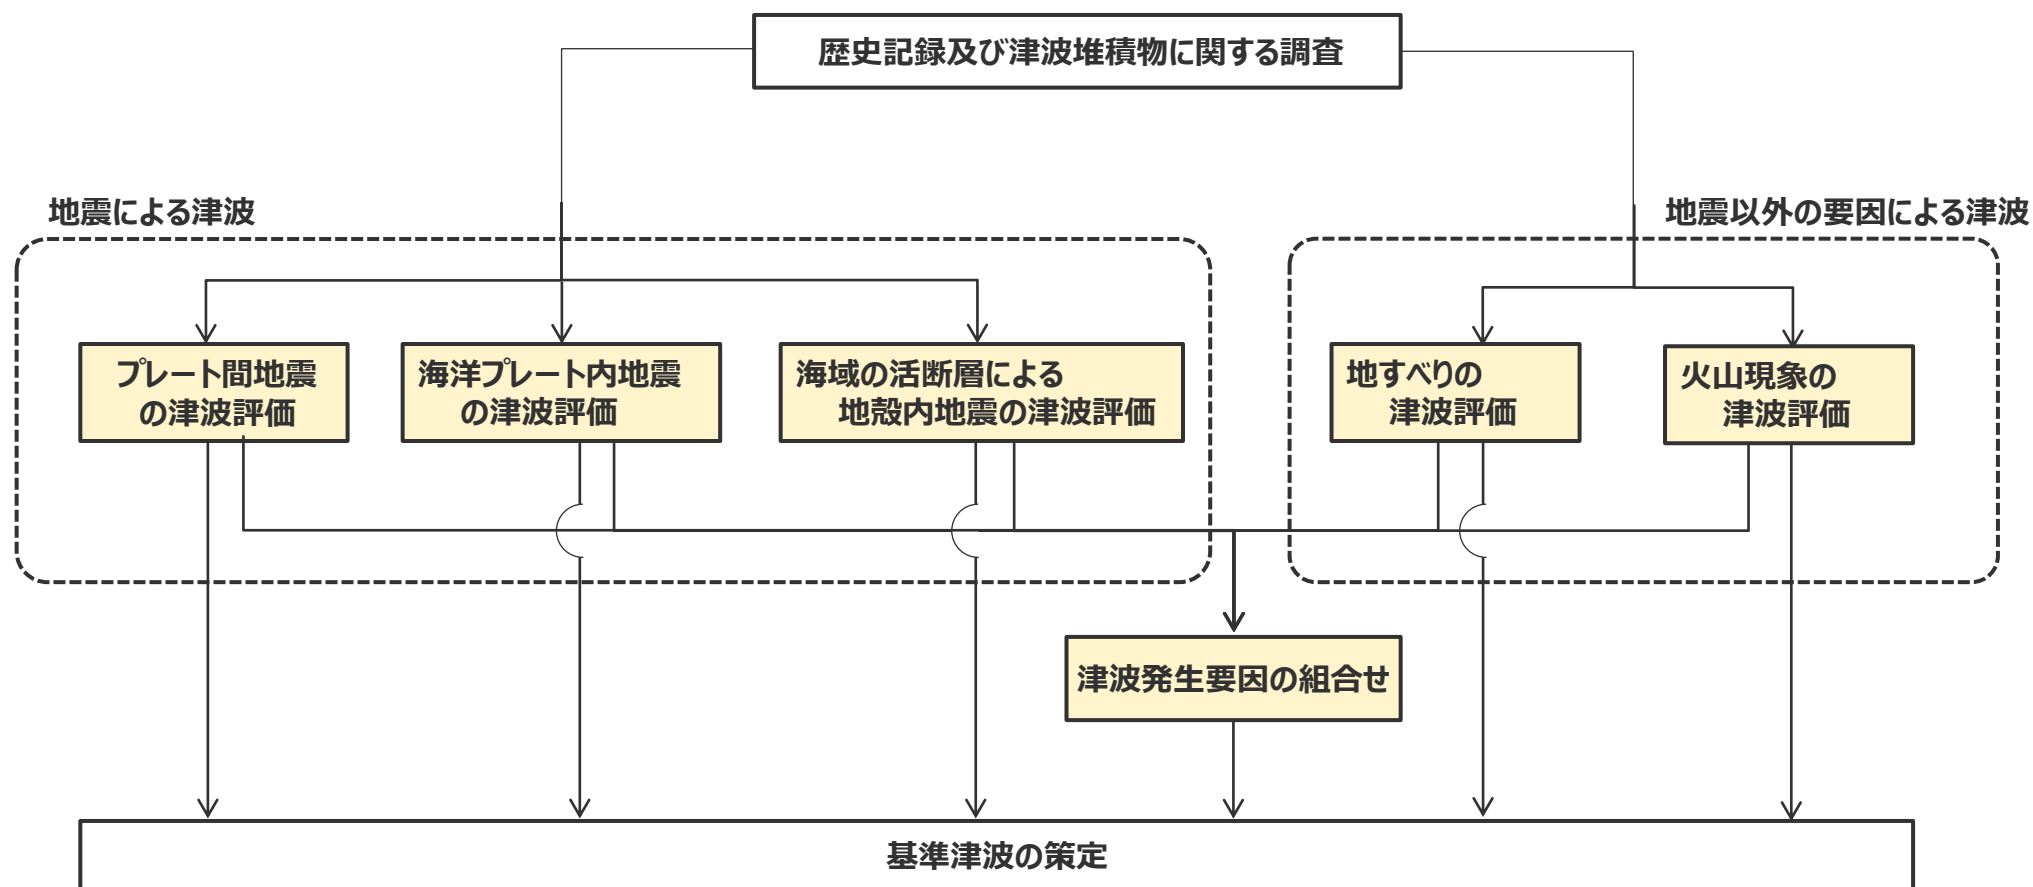 歴史記録及び津波堆積物に関する調査
地震による津波
地震以外の要因による津波
プレート間地震
の津波評価
海洋プレート内地震
の津波評価
海域の活断層による
地殻内地震の津波評価
地すべりの
津波評価
火山現象の
津波評価
津波発生要因の組合せ
基準津波の策定